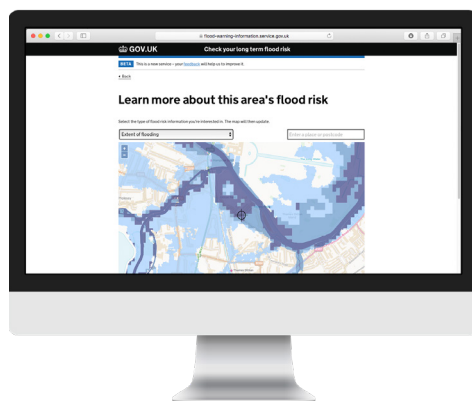 flood-warning-information.service.gov.uk
GOV.UK Check your long term flood risk
BETA This is a new service – your feedback will help us to improve it
Back
Learn more about this area's flood risk
Select the type of flood risk information you're interested in. The map will then update.
Extent of flooding Enter a place or postcode